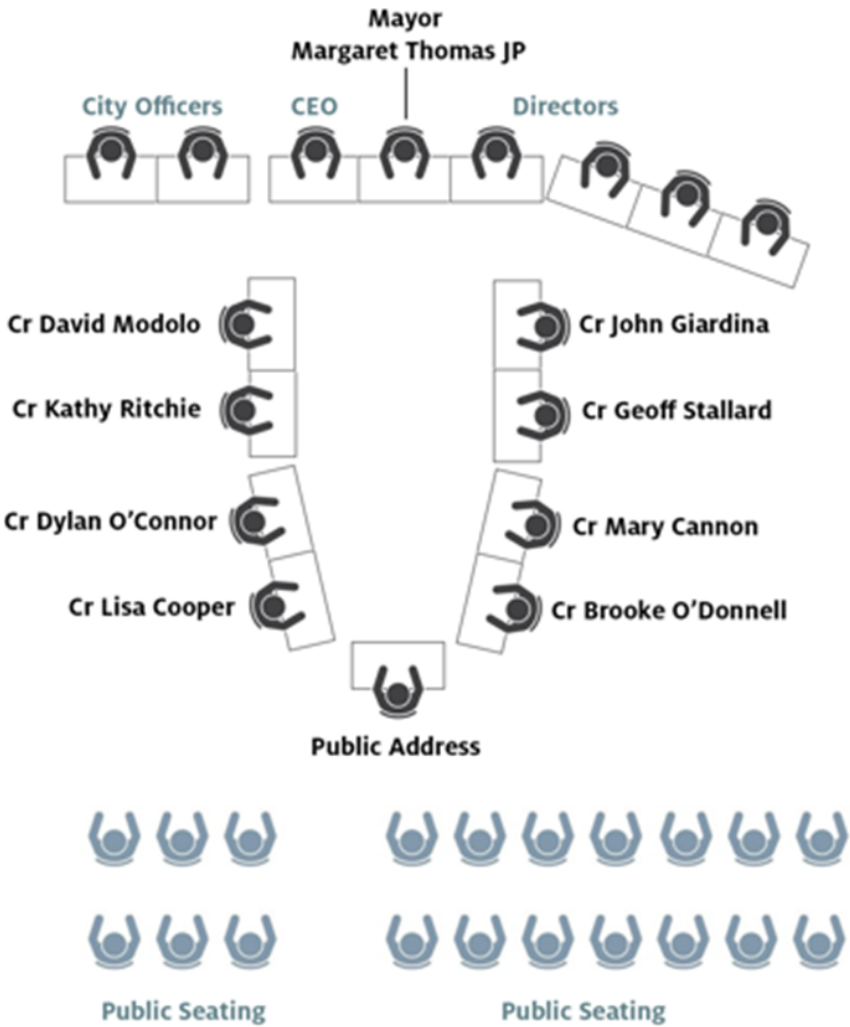 Mayor
Margaret Thomas JP
City Officers CEO Directors
Cr David Modolo Cr John Giardina
Cr Kathy Ritchie Cr Geoff Stallard
Cr Dylan O’Connor Cr Mary Cannon
Cr Lisa Cooper Cr Brooke O’Donnell
Public Address
Public Seating Public Seating